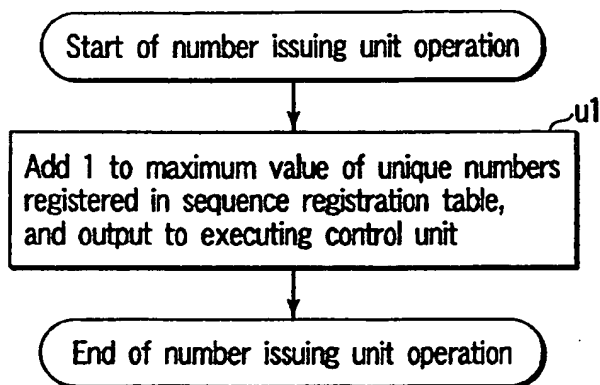 Start of number issuing unit operation
u1
Add 1 to maximum value of unique numbers
registered in sequence registration table,
and output to executing control unit
End of number issuing unit operation